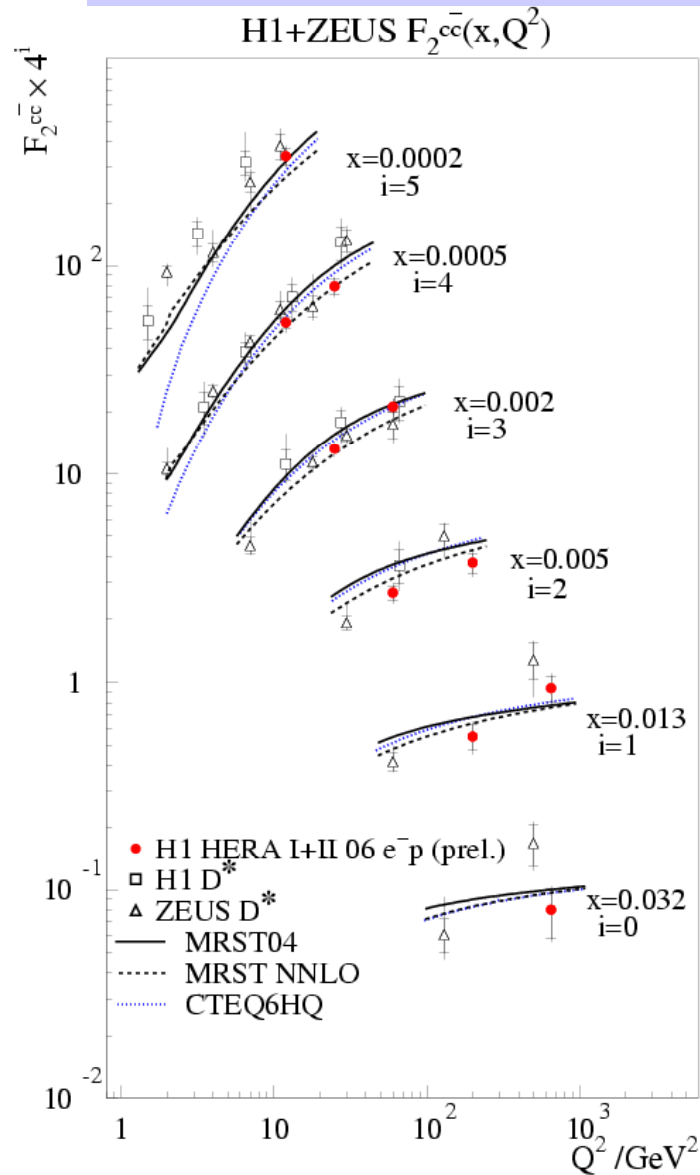 H1+ZEUS F₂ᶜᶜ̄(x,Q²)
F₂ᶜᶜ̄ × 4ⁱ
x=0.0002
i=5
10²
x=0.0005
i=4
x=0.002
i=3
10
x=0.005
i=2
1
x=0.013
i=1
H1 HERA I+II 06 e⁻p (prel.)
10⁻¹
H1 D*
ZEUS D*
x=0.032
i=0
MRST04
MRST NNLO
CTEQ6HQ
10⁻²
1 10 10² 10³
Q² /GeV²